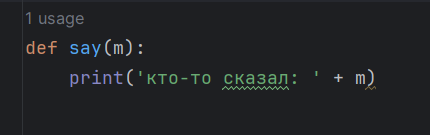 1 usage
def say(m):
    print('кто-то сказал: ' + m)